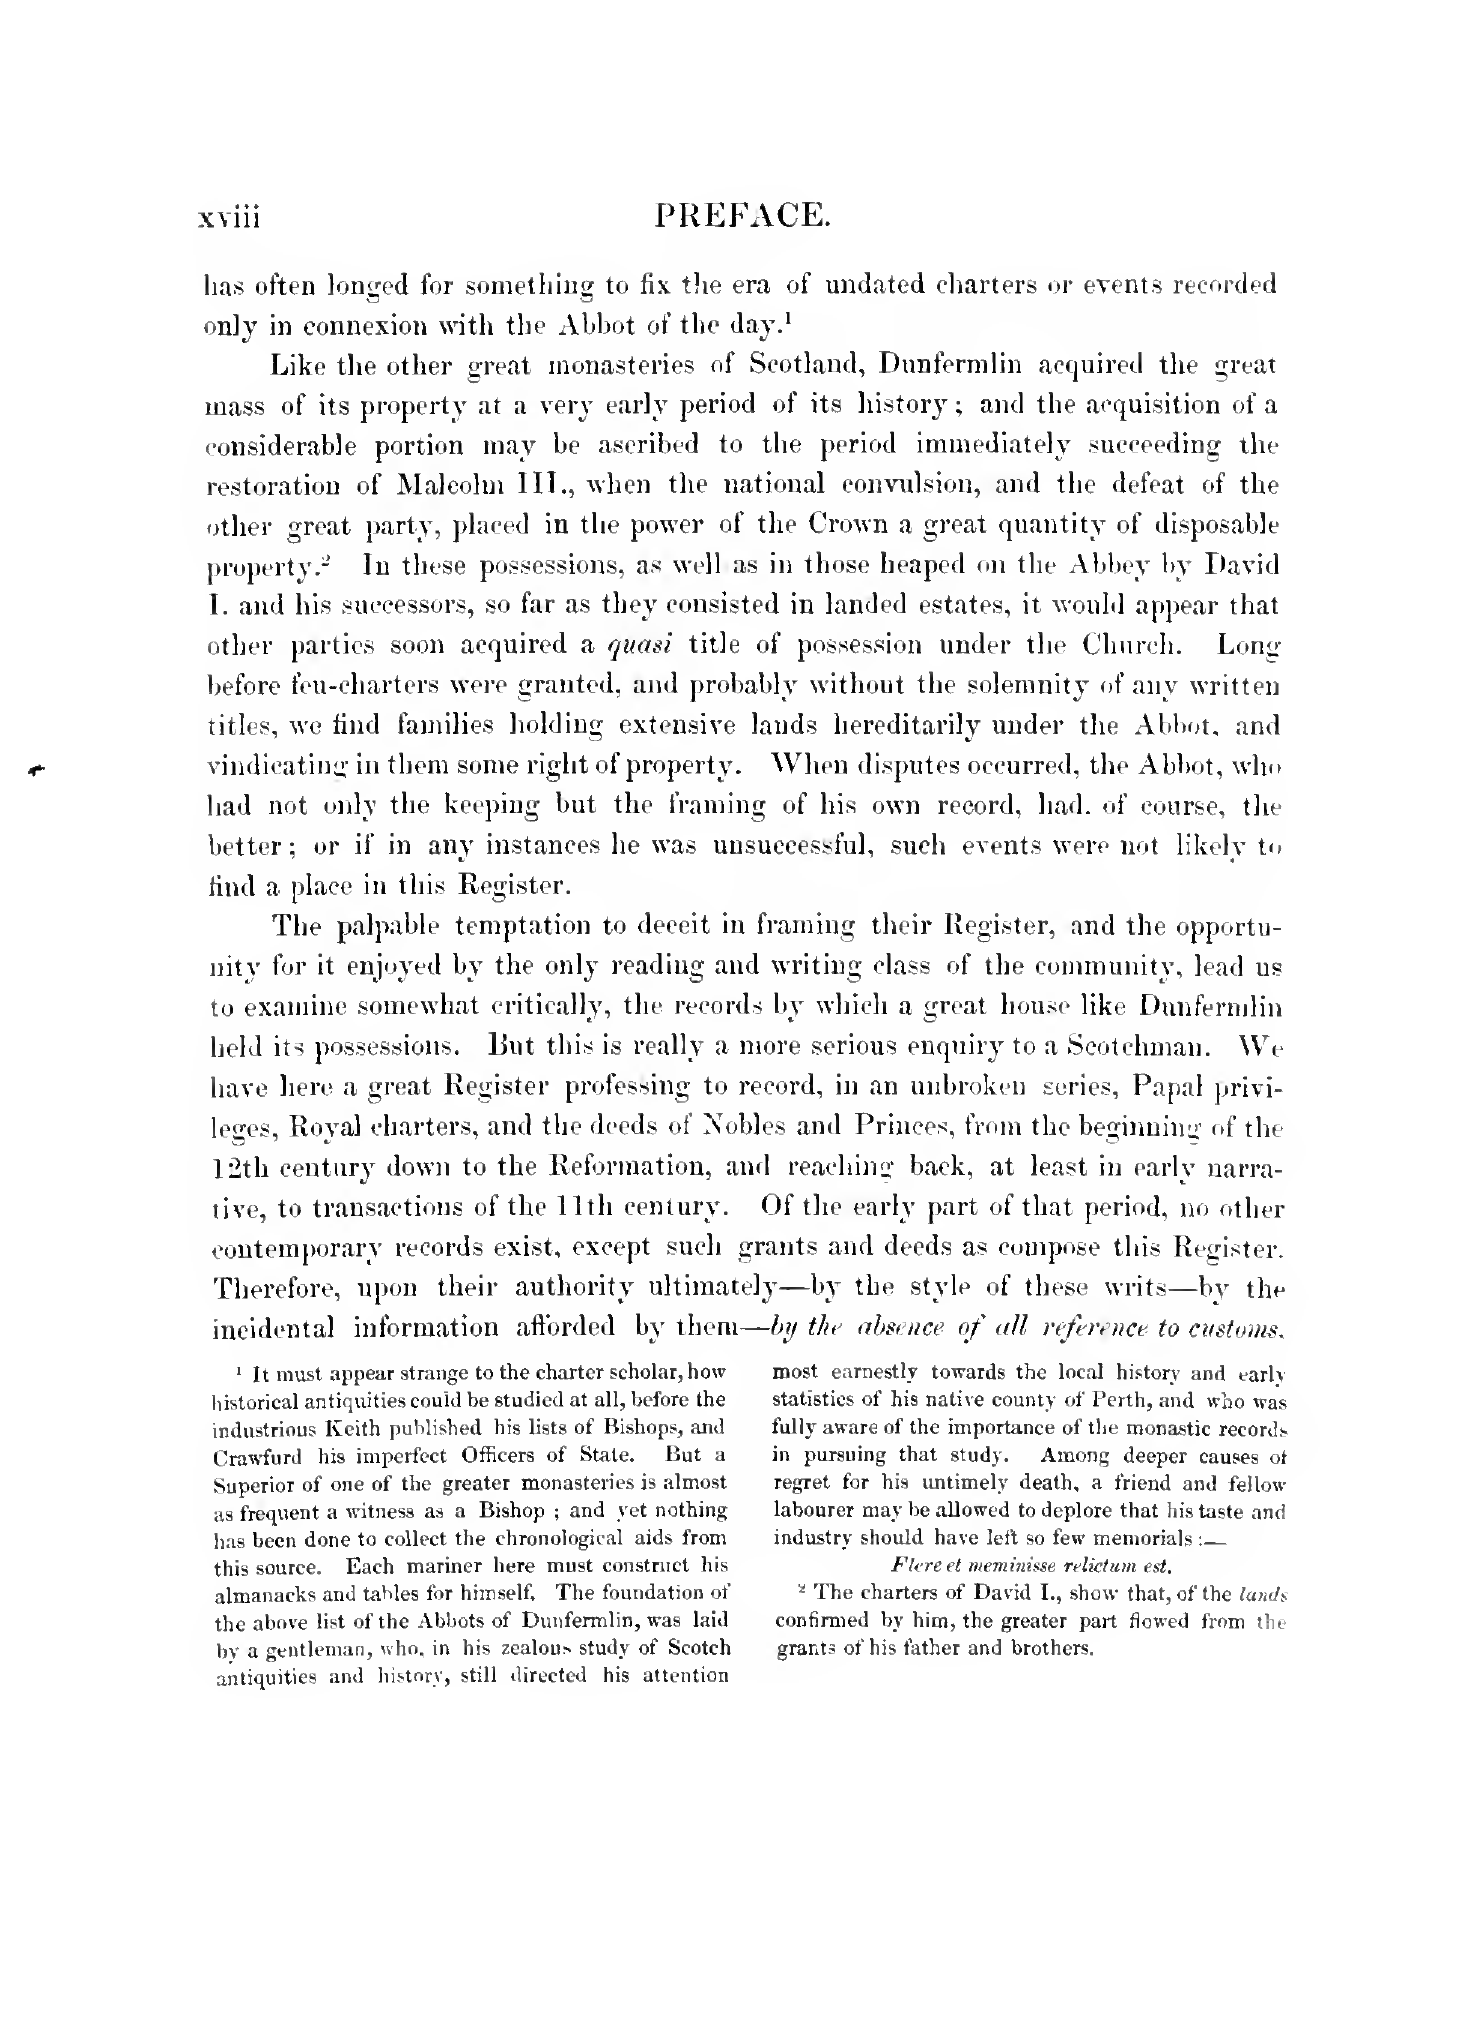 xviii
PREFACE.
has often longed for something to fix the era of undated charters or events recorded
only in connexion with the Abbot of the day.¹
Like the other great monasteries of Scotland, Dunfermlin acquired the great
mass of its property at a very early period of its history; and the acquisition of a
considerable portion may be ascribed to the period immediately succeeding the
restoration of Malcolm III., when the national convulsion, and the defeat of the
other great party, placed in the power of the Crown a great quantity of disposable
property.² In these possessions, as well as in those heaped on the Abbey by David
I. and his successors, so far as they consisted in landed estates, it would appear that
other parties soon acquired a quasi title of possession under the Church. Long
before feu-charters were granted, and probably without the solemnity of any written
titles, we find families holding extensive lands hereditarily under the Abbot, and
vindicating in them some right of property. When disputes occurred, the Abbot, who
had not only the keeping but the framing of his own record, had, of course, the
better; or if in any instances he was unsuccessful, such events were not likely to
find a place in this Register.
The palpable temptation to deceit in framing their Register, and the opportu-
nity for it enjoyed by the only reading and writing class of the community, lead us
to examine somewhat critically, the records by which a great house like Dunfermlin
held its possessions. But this is really a more serious enquiry to a Scotchman. We
have here a great Register professing to record, in an unbroken series, Papal privi-
leges, Royal charters, and the deeds of Nobles and Princes, from the beginning of the
12th century down to the Reformation, and reaching back, at least in early narra-
tive, to transactions of the 11th century. Of the early part of that period, no other
contemporary records exist, except such grants and deeds as compose this Register.
Therefore, upon their authority ultimately—by the style of these writs—by the
incidental information afforded by them—by the absence of all reference to customs,
¹ It must appear strange to the charter scholar, how
historical antiquities could be studied at all, before the
industrious Keith published his lists of Bishops, and
Crawfurd his imperfect Officers of State. But a
Superior of one of the greater monasteries is almost
as frequent a witness as a Bishop ; and yet nothing
has been done to collect the chronological aids from
this source. Each mariner here must construct his
almanacks and tables for himself. The foundation of
the above list of the Abbots of Dunfermlin, was laid
by a gentleman, who, in his zealous study of Scotch
antiquities and history, still directed his attention
most earnestly towards the local history and early
statistics of his native county of Perth, and who was
fully aware of the importance of the monastic records
in pursuing that study. Among deeper causes of
regret for his untimely death, a friend and fellow
labourer may be allowed to deplore that his taste and
industry should have left so few memorials :—
Flere et meminisse relictum est.
² The charters of David I., show that, of the lands
confirmed by him, the greater part flowed from the
grants of his father and brothers.